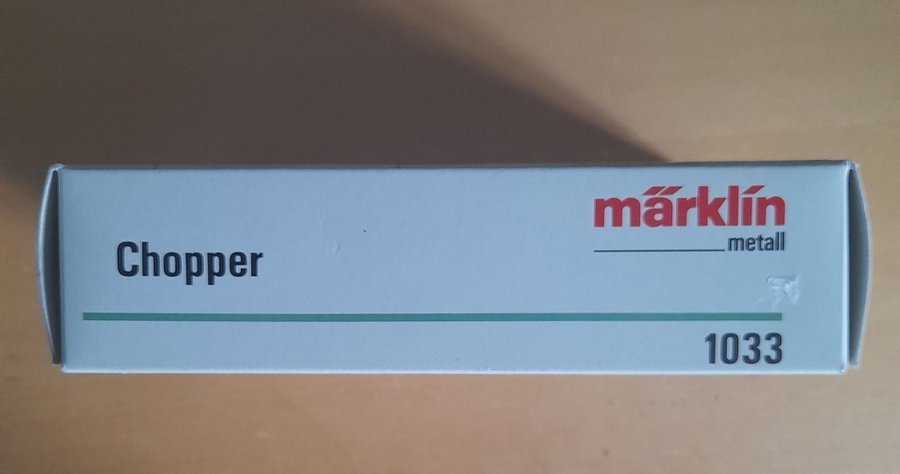 märklin
metall
Chopper
1033